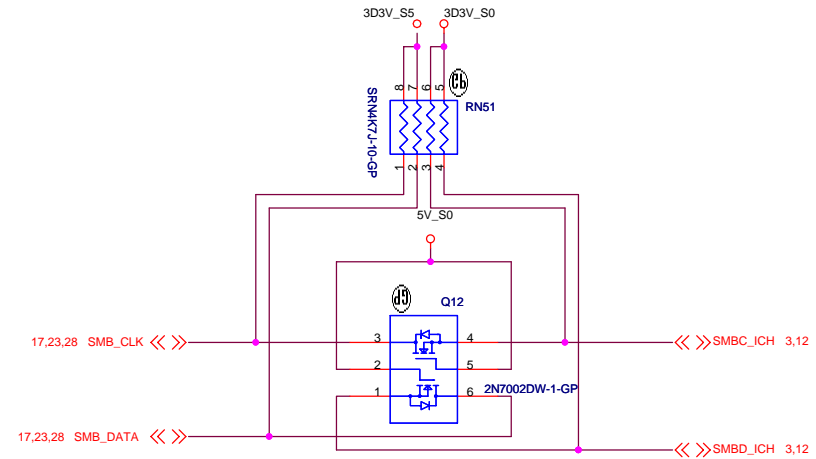 3D3V_S5 3D3V_S0
8 7 6 5
RN51
SRN4K7J-10-GP
1 2 3 4
5V_S0
Q12
17,23,28 SMB_CLK
3 4
SMBC_ICH 3,12
2 5
1 6
2N7002DW-1-GP
17,23,28 SMB_DATA
SMBD_ICH 3,12